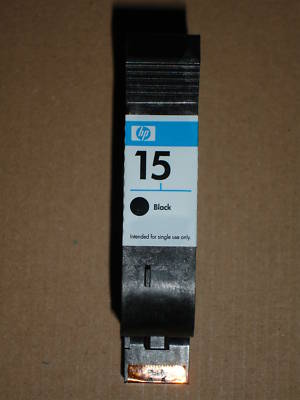 hp
15
Black
Intended for single use only.